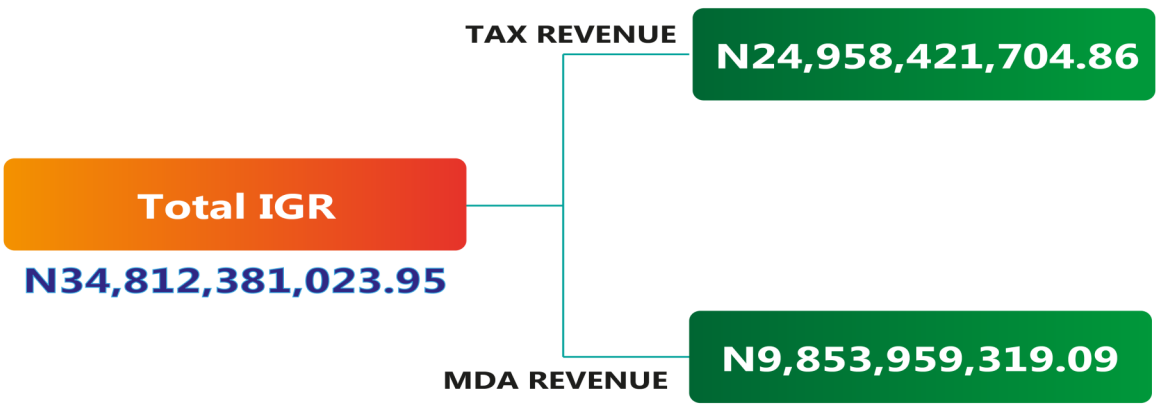 TAX REVENUE
N24,958,421,704.86
Total IGR
N34,812,381,023.95
MDA REVENUE
N9,853,959,319.09